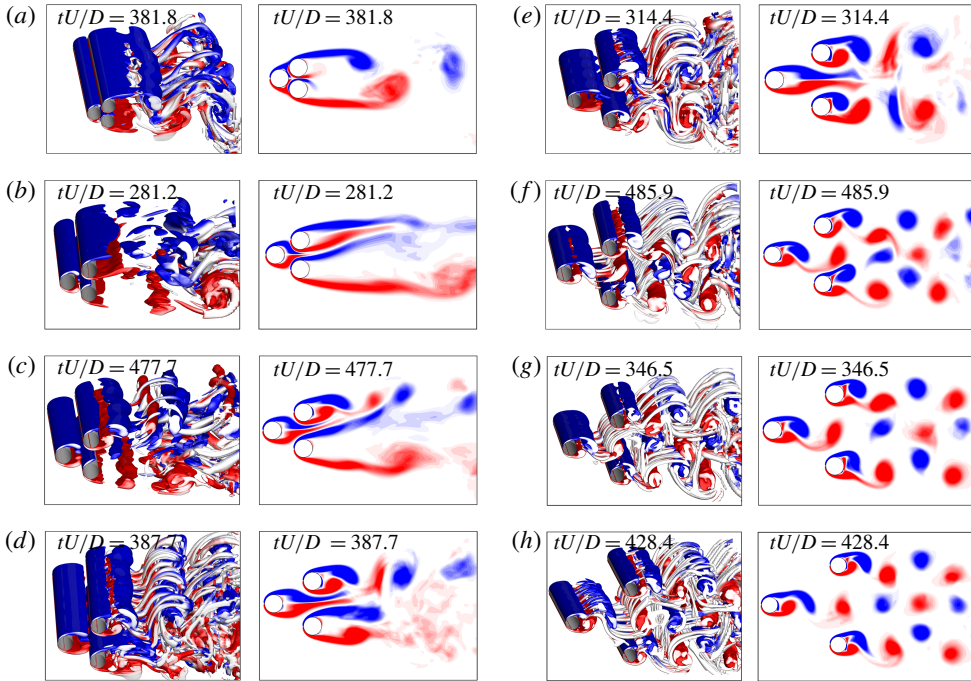 (a) tU/D = 381.8 tU/D = 381.8
(b) tU/D = 281.2 tU/D = 281.2
(c) tU/D = 477.7 tU/D = 477.7
(d) tU/D = 387.7 tU/D = 387.7
(e) tU/D = 314.4 tU/D = 314.4
(f) tU/D = 485.9 tU/D = 485.9
(g) tU/D = 346.5 tU/D = 346.5
(h) tU/D = 428.4 tU/D = 428.4